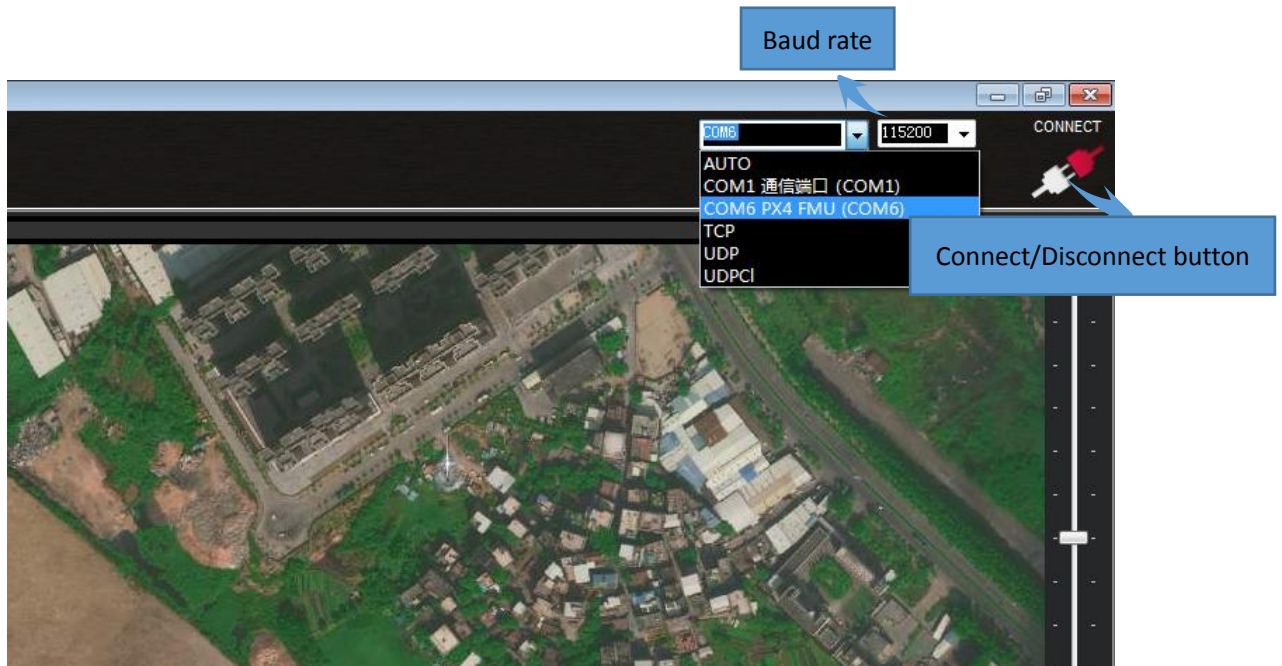 Baud rate
COM6
115200
CONNECT
AUTO
COM1 通信端口 (COM1)
COM6 PX4 FMU (COM6)
TCP
UDP
UDPCl
Connect/Disconnect button